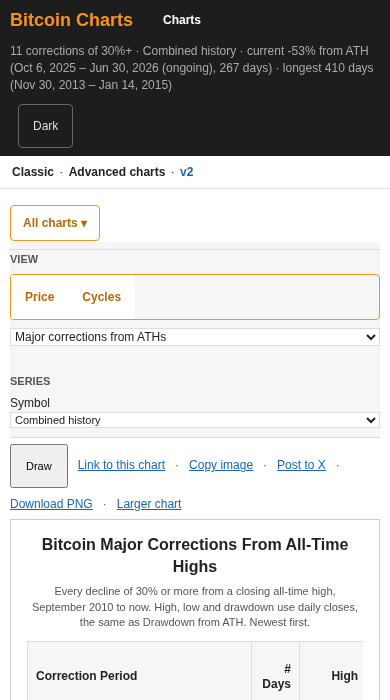 Bitcoin Charts Charts
11 corrections of 30%+ · Combined history · current -53% from ATH
(Oct 6, 2025 – Jun 30, 2026 (ongoing), 267 days) · longest 410 days
(Nov 30, 2013 – Jan 14, 2015)
Dark
Classic · Advanced charts · v2
All charts ▾
VIEW
Price Cycles
Major corrections from ATHs
SERIES
Symbol
Combined history
Draw Link to this chart · Copy image · Post to X ·
Download PNG · Larger chart
Bitcoin Major Corrections From All-Time
Highs
Every decline of 30% or more from a closing all-time high,
September 2010 to now. High, low and drawdown use daily closes,
the same as Drawdown from ATH. Newest first.
Correction Period # Days High